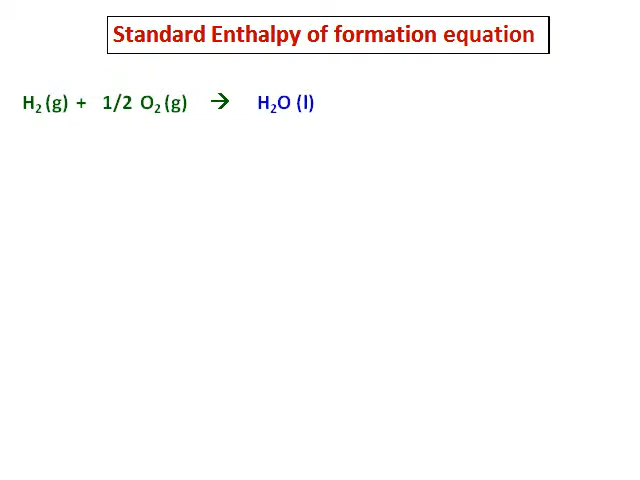 Standard Enthalpy of formation equation
H₂ (g) + 1/2 O₂ (g) → H₂O (l)